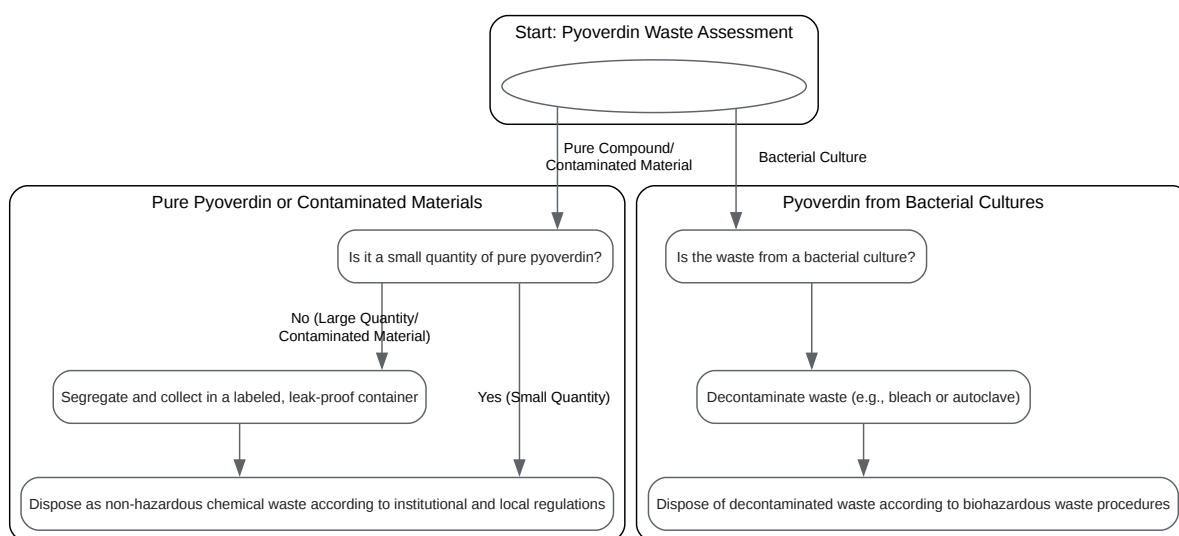 Start: Pyoverdin Waste Assessment
Pure Compound/
Contaminated Material
Bacterial Culture
Pure Pyoverdin or Contaminated Materials
Pyoverdin from Bacterial Cultures
Is it a small quantity of pure pyoverdin?
Is the waste from a bacterial culture?
No (Large Quantity/
Contaminated Material)
Segregate and collect in a labeled, leak-proof container
Yes (Small Quantity)
Decontaminate waste (e.g., bleach or autoclave)
Dispose as non-hazardous chemical waste according to institutional and local regulations
Dispose of decontaminated waste according to biohazardous waste procedures